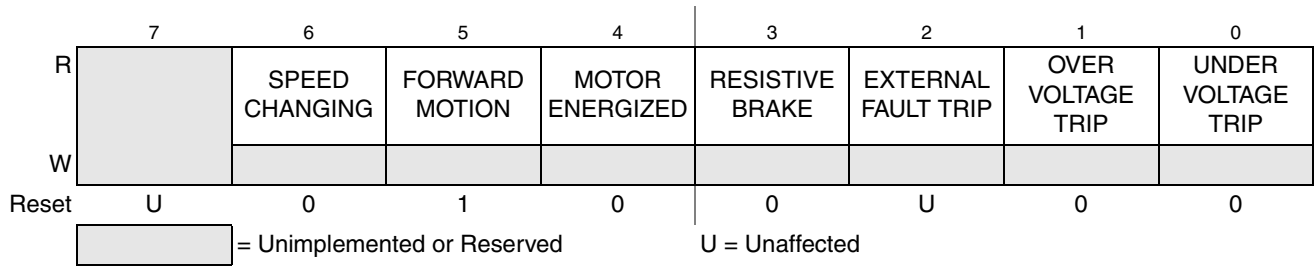 7 6 5 4 3 2 1 0
R SPEED CHANGING FORWARD MOTION MOTOR ENERGIZED RESISTIVE BRAKE EXTERNAL FAULT TRIP OVER VOLTAGE TRIP UNDER VOLTAGE TRIP
W
Reset U 0 1 0 0 U 0 0
= Unimplemented or Reserved U = Unaffected